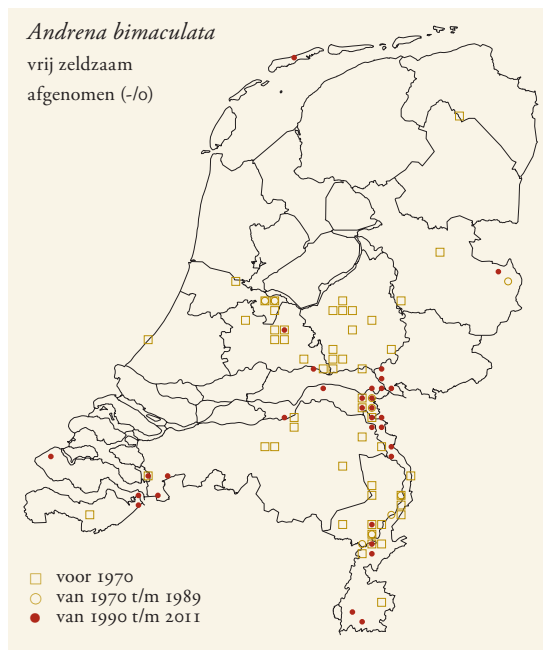 Andrena bimaculata
vrij zeldzaam
afgenomen (-/0)
voor 1970
van 1970 t/m 1989
van 1990 t/m 2011